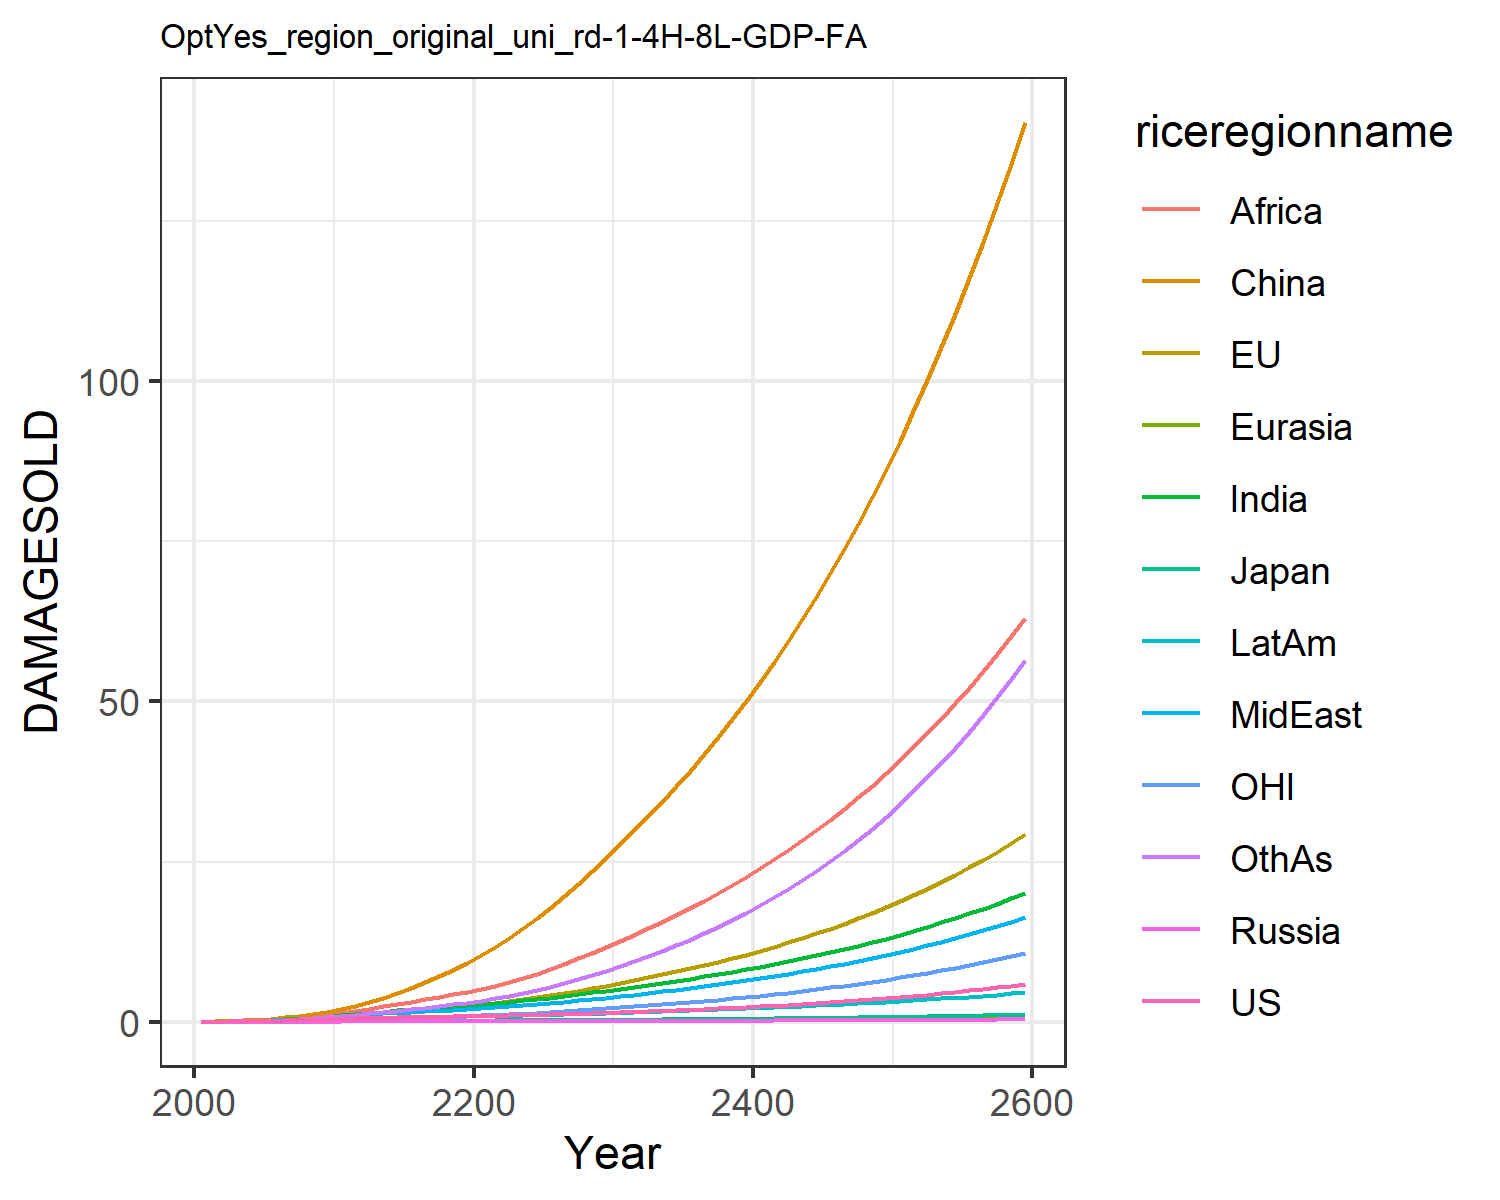 OptYes_region_original_uni_rd-1-4H-8L-GDP-FA
DAMAGESOLD
100
50
0
2000
2200
2400
2600
Year
riceregionname
Africa
China
EU
Eurasia
India
Japan
LatAm
MidEast
OHI
OthAs
Russia
US